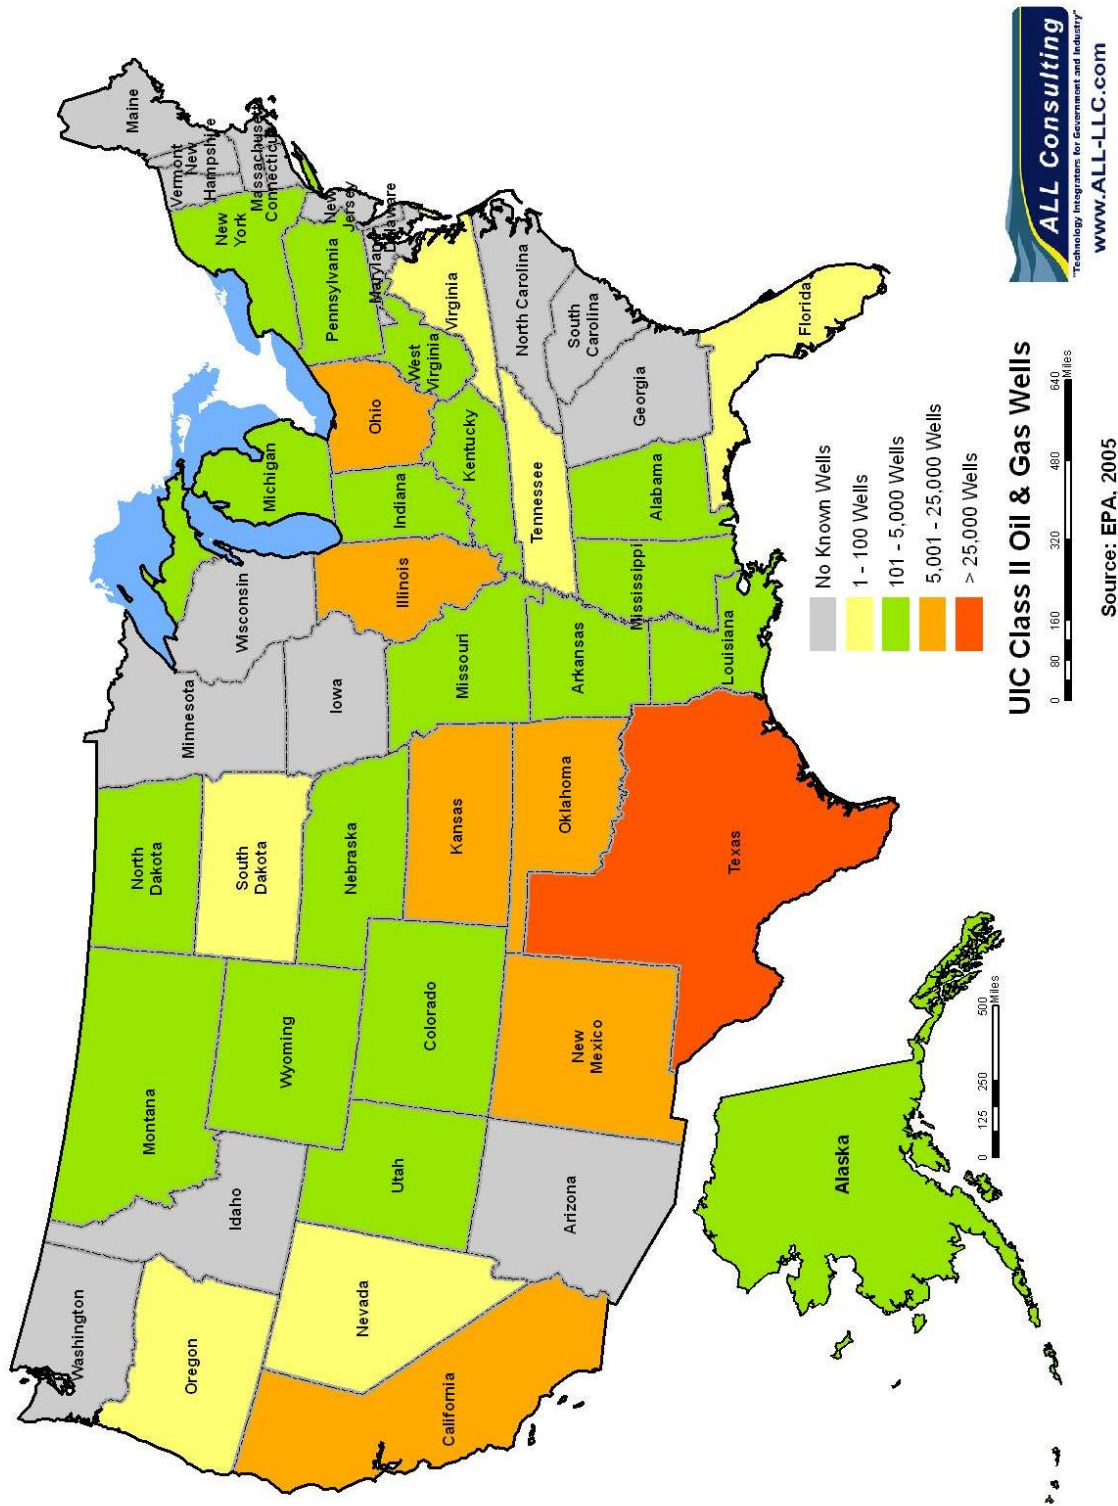 Washington
Oregon
California
Nevada
Idaho
Montana
Wyoming
Utah
Arizona
Colorado
New
Mexico
North
Dakota
South
Dakota
Nebraska
Kansas
Oklahoma
Texas
Minnesota
Iowa
Missouri
Arkansas
Louisiana
Wisconsin
Illinois
Michigan
Indiana
Ohio
Kentucky
Tennessee
Mississippi
Alabama
Georgia
Florida
South
Carolina
North Carolina
Virginia
West
Virginia
Maryland
Delaware
Pennsylvania
New
Jersey
New
York
Connecticut
Massachusetts
Vermont
New
Hampshire
Maine
Alaska
0 125 250 500
Miles
No Known Wells
1 - 100 Wells
101 - 5,000 Wells
5,001 - 25,000 Wells
> 25,000 Wells
UIC Class II Oil & Gas Wells
0 80 160 320 480 640
Miles
Source: EPA, 2005
ALL Consulting
"Technology Integrators for Government and Industry"
www.ALL-LLC.com